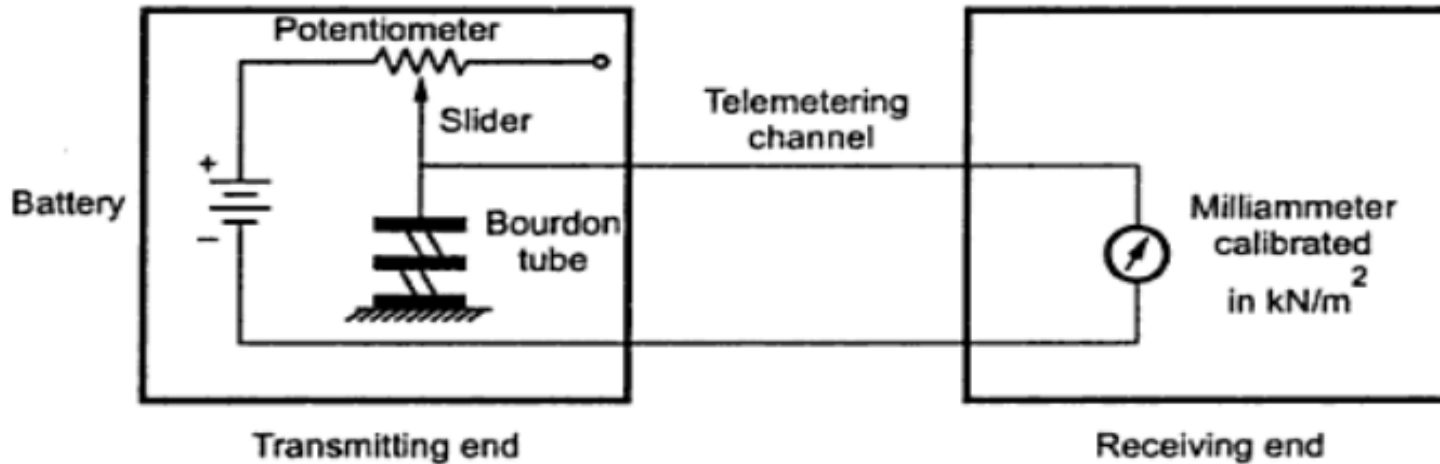 Potentiometer
Slider
Telemetering
channel
+
Battery
−
Bourdon
tube
Milliammeter
calibrated
in kN/m²
Transmitting end
Receiving end